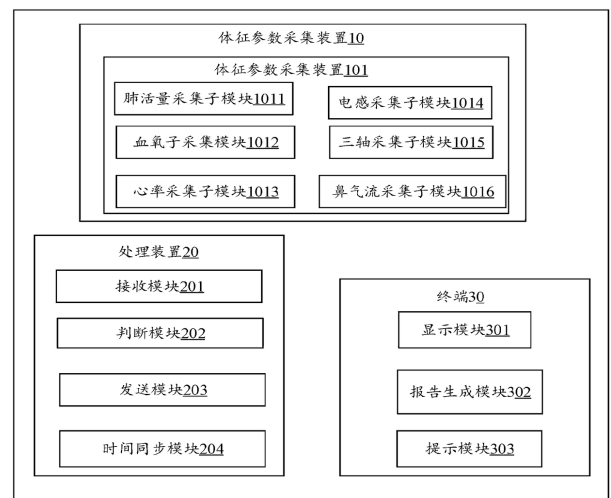 体征参数采集装置10
体征参数采集装置101
肺活量采集子模块1011
电感采集子模块1014
血氧子采集模块1012
三轴采集子模块1015
心率采集子模块1013
鼻气流采集子模块1016
处理装置20
接收模块201
判断模块202
发送模块203
时间同步模块204
终端30
显示模块301
报告生成模块302
提示模块303